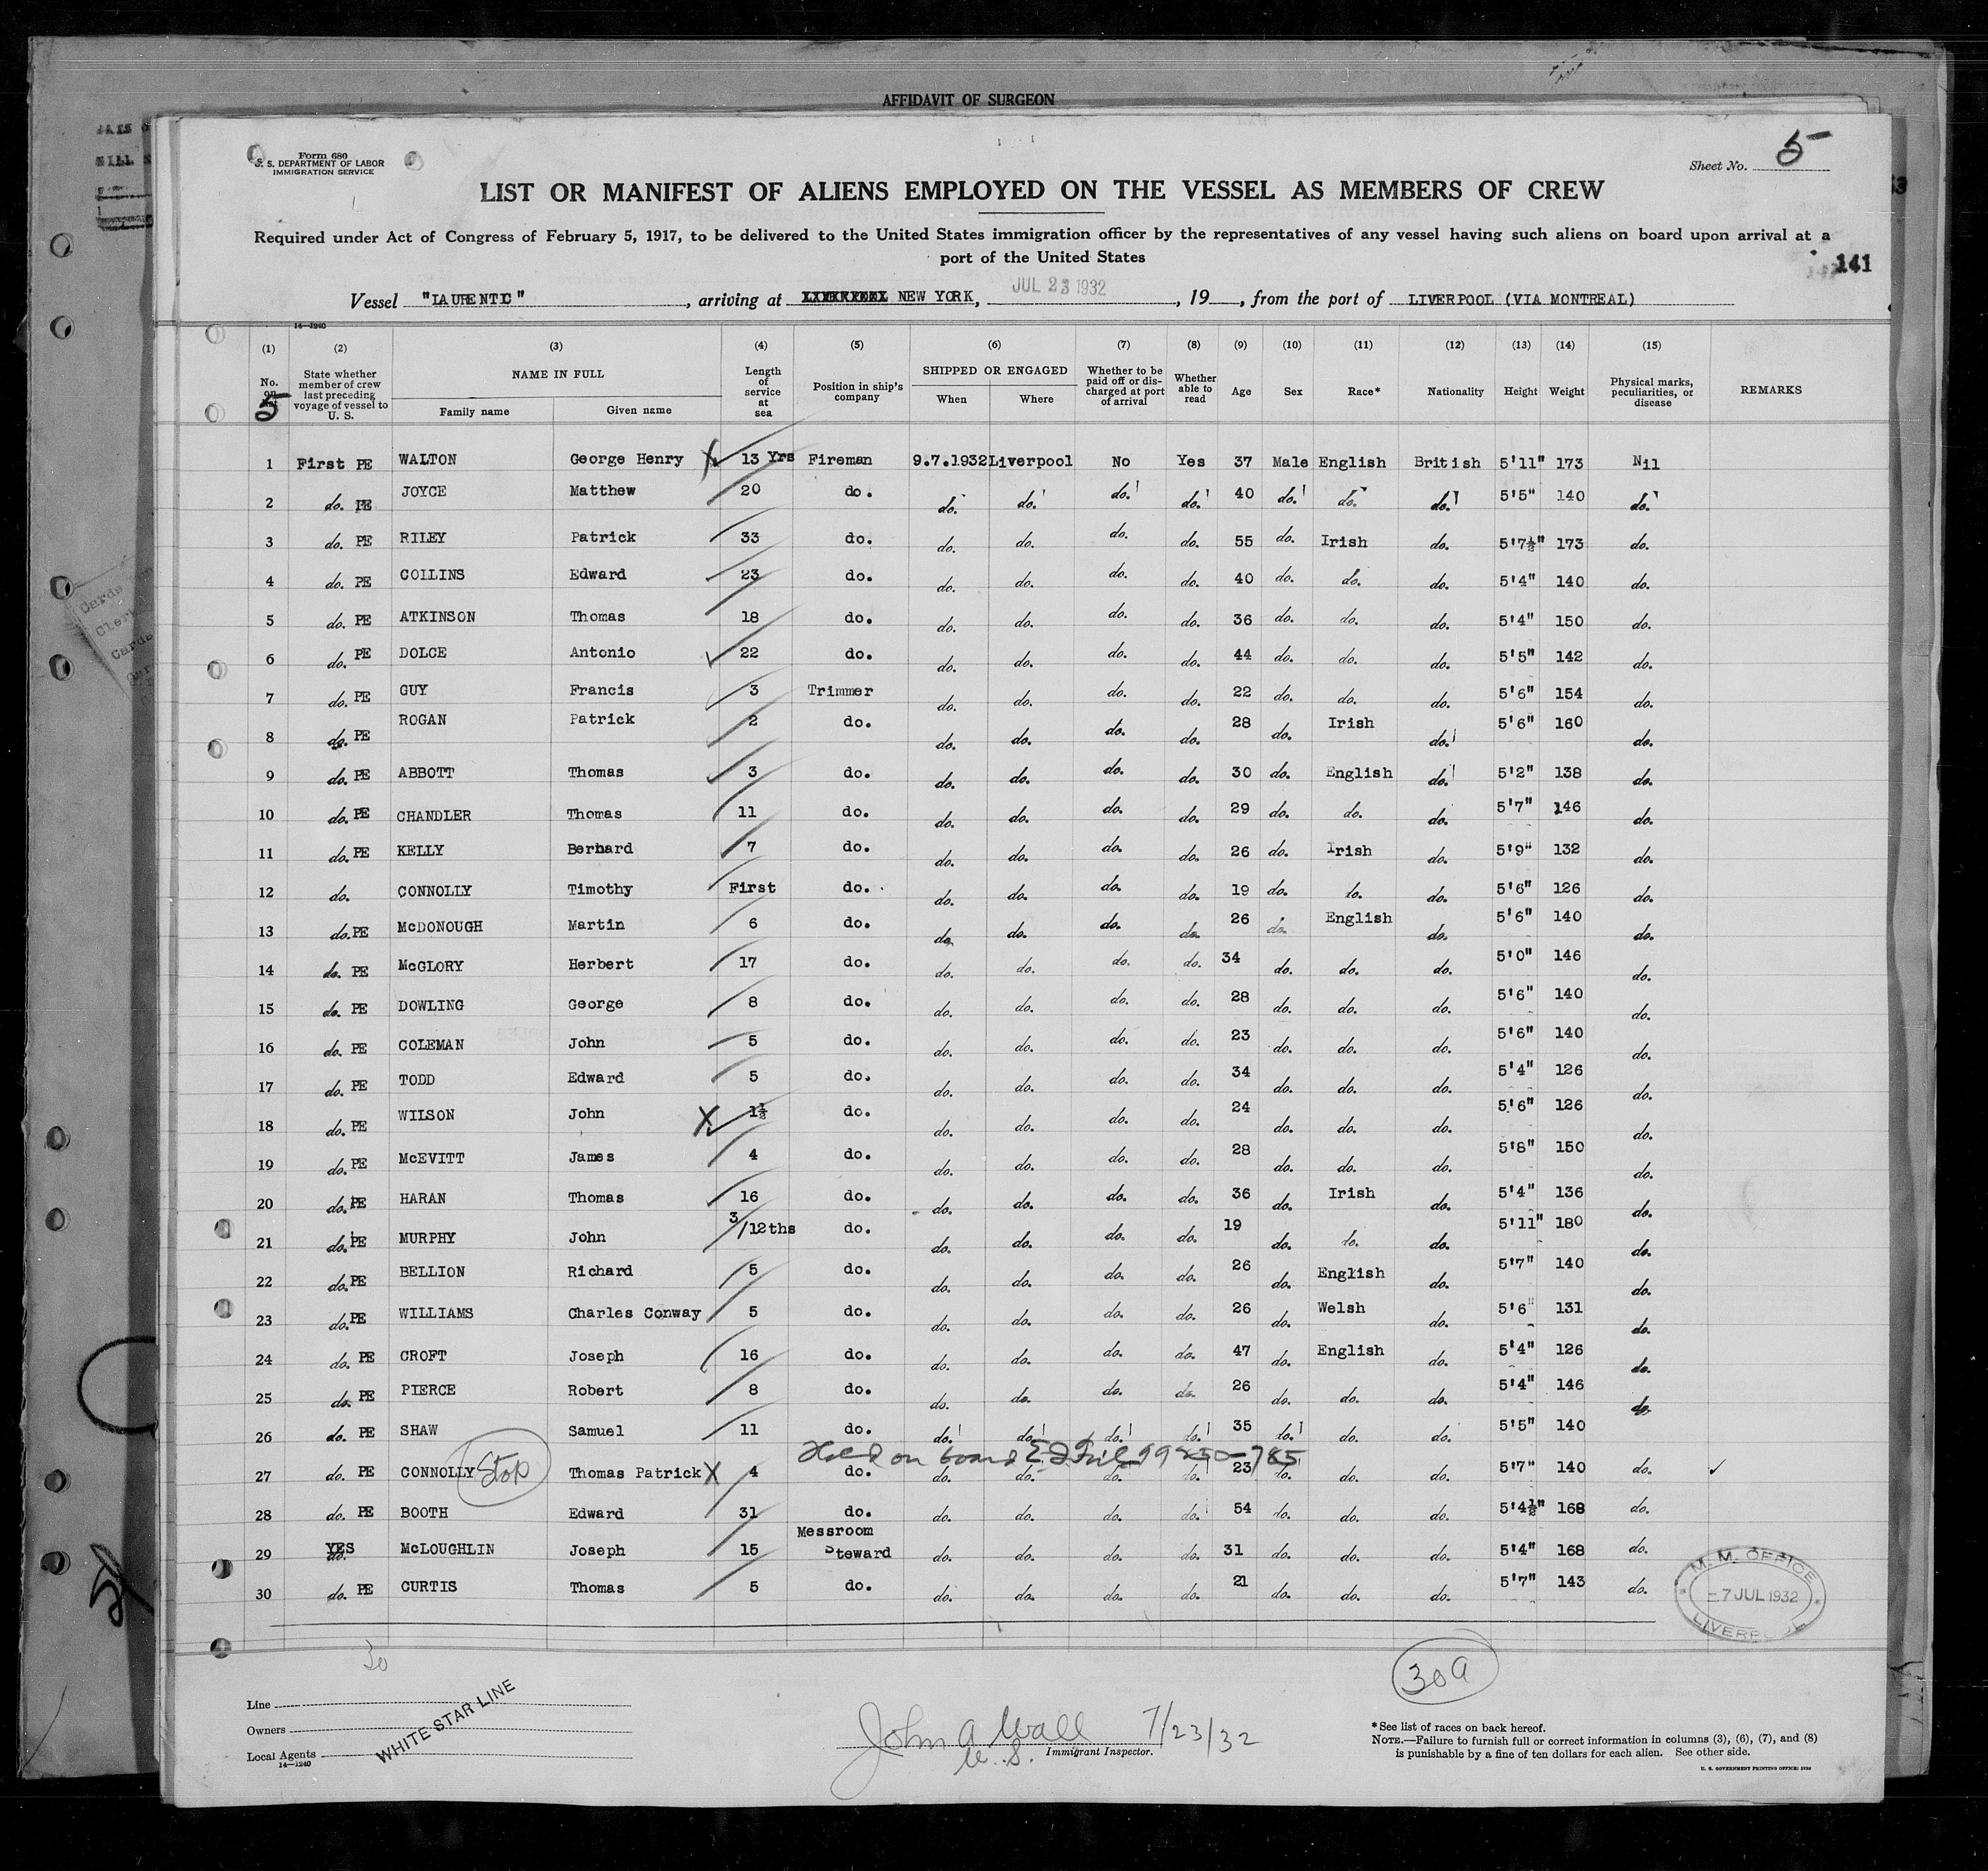 AFFIDAVIT OF SURGEON
Form 680
U. S. DEPARTMENT OF LABOR
IMMIGRATION SERVICE
Sheet No. 5
LIST OR MANIFEST OF ALIENS EMPLOYED ON THE VESSEL AS MEMBERS OF CREW
Required under Act of Congress of February 5, 1917, to be delivered to the United States immigration officer by the representatives of any vessel having such aliens on board upon arrival at a
port of the United States
141
Vessel "LAURENTIC", arriving at NEW YORK, JUL 23 1932, 19 , from the port of LIVERPOOL (VIA MONTREAL)
14—1240
(1) (2) (3) (4) (5) (6) (7) (8) (9) (10) (11) (12) (13) (14) (15)
No. on list 5
State whether member of crew last preceding voyage of vessel to U. S.
NAME IN FULL
Family name Given name
Length of service at sea
Position in ship's company
SHIPPED OR ENGAGED
When Where
Whether to be paid off or discharged at port of arrival
Whether able to read
Age Sex Race* Nationality Height Weight
Physical marks, peculiarities, or disease
REMARKS
1 First PE WALTON George Henry X 13 Yrs Fireman 9.7.1932 Liverpool No Yes 37 Male English British 5'11" 173 Nil
2 do. PE JOYCE Matthew 20 do. do. do. do. do. 40 do. do. do. 5'5" 140 do.
3 do. PE RILEY Patrick 33 do. do. do. do. do. 55 do. Irish do. 5'7½" 173 do.
4 do. PE COLLINS Edward 23 do. do. do. do. do. 40 do. do. do. 5'4" 140 do.
5 do. PE ATKINSON Thomas 18 do. do. do. do. do. 36 do. do. do. 5'4" 150 do.
6 do. PE DOLCE Antonio 22 do. do. do. do. do. 44 do. do. do. 5'5" 142 do.
7 do. PE GUY Francis 3 Trimmer do. do. do. do. 22 do. do. do. 5'6" 154 do.
8 do. PE ROGAN Patrick 2 do. do. do. do. do. 28 do. Irish do. 5'6" 160 do.
9 do. PE ABBOTT Thomas 3 do. do. do. do. do. 30 do. English do. 5'2" 138 do.
10 do. PE CHANDLER Thomas 11 do. do. do. do. do. 29 do. do. do. 5'7" 146 do.
11 do. PE KELLY Berhard 7 do. do. do. do. do. 26 do. Irish do. 5'9" 132 do.
12 do. CONNOLLY Timothy First do. do. do. do. do. 19 do. do. do. 5'6" 126 do.
13 do. PE McDONOUGH Martin 6 do. do. do. do. do. 26 do. English do. 5'6" 140 do.
14 do. PE McGLORY Herbert 17 do. do. do. do. do. 34 do. do. do. 5'0" 146 do.
15 do. PE DOWLING George 8 do. do. do. do. do. 28 do. do. do. 5'6" 140 do.
16 do. PE COLEMAN John 5 do. do. do. do. do. 23 do. do. do. 5'6" 140 do.
17 do. PE TODD Edward 5 do. do. do. do. do. 34 do. do. do. 5'4" 126 do.
18 do. PE WILSON John X 1½ do. do. do. do. do. 24 do. do. do. 5'6" 126 do.
19 do. PE McEVITT James 4 do. do. do. do. do. 28 do. do. do. 5'8" 150 do.
20 do. PE HARAN Thomas 16 do. do. do. do. do. 36 do. Irish do. 5'4" 136 do.
21 do. PE MURPHY John 3/12ths do. do. do. do. do. 19 do. do. do. 5'11" 180 do.
22 do. PE BELLION Richard 5 do. do. do. do. do. 26 do. English do. 5'7" 140 do.
23 do. PE WILLIAMS Charles Conway 5 do. do. do. do. do. 26 do. Welsh do. 5'6" 131 do.
24 do. PE CROFT Joseph 16 do. do. do. do. do. 47 do. English do. 5'4" 126 do.
25 do. PE PIERCE Robert 8 do. do. do. do. do. 26 do. do. do. 5'4" 146 do.
26 do. PE SHAW Samuel 11 do. do. do. do. do. 35 do. do. do. 5'5" 140 do.
Held on board
27 do. PE CONNOLLY Stop Thomas Patrick X 4 do. do. do. do. do. 23 do. do. do. 5'7" 140 do. ✓
28 do. PE BOOTH Edward 31 do. do. do. do. do. 54 do. do. do. 5'4½" 168 do.
29 YES McLOUGHLIN Joseph 15 Messroom Steward do. do. do. do. 31 do. do. do. 5'4" 168 do.
30 do. PE CURTIS Thomas 5 do. do. do. do. do. 21 do. do. do. 5'7" 143 do.
M. M. OFFICE
7 JUL 1932
LIVERPOOL
30
30a
Line
Owners
Local Agents
WHITE STAR LINE
14—1240
John A Wall 7/23/32
U. S. Immigrant Inspector.
*See list of races on back hereof.
NOTE.—Failure to furnish full or correct information in columns (3), (6), (7), and (8)
is punishable by a fine of ten dollars for each alien. See other side.